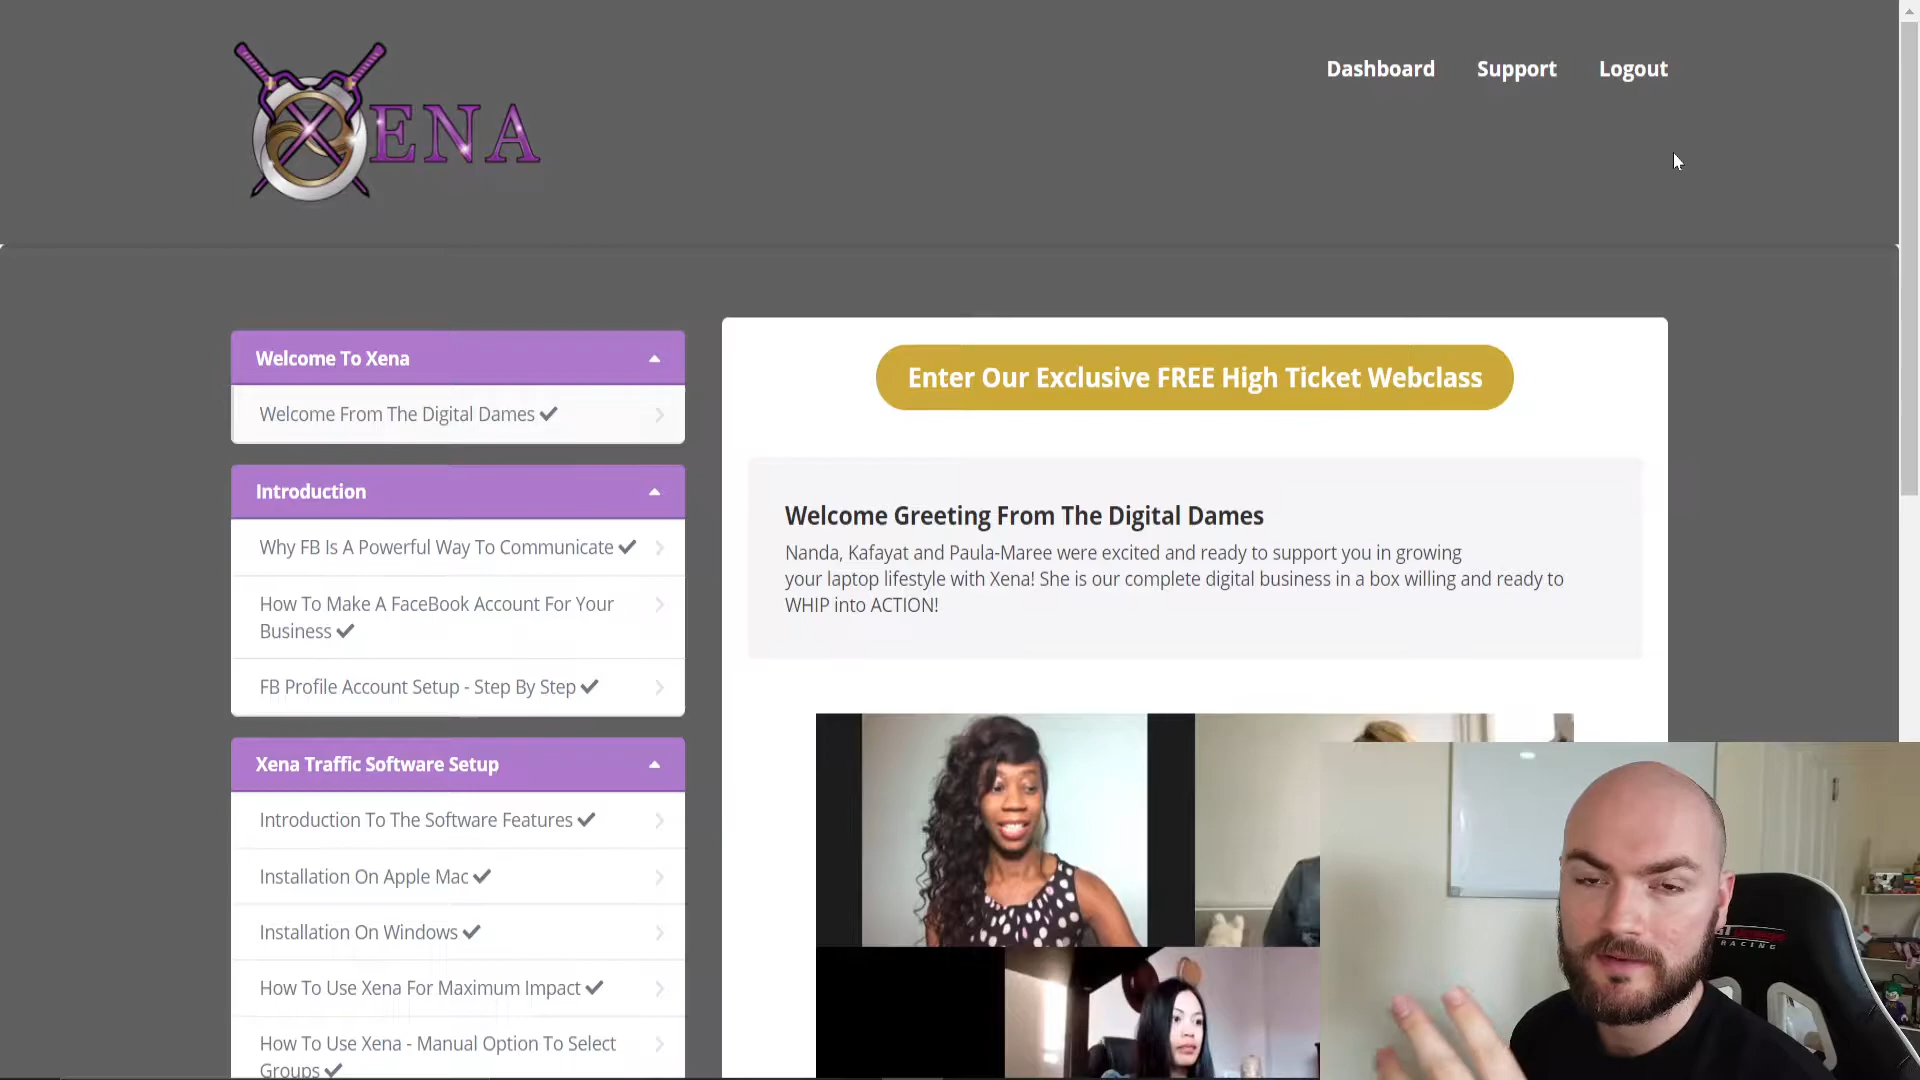 XENA
Dashboard
Support
Logout
Welcome To Xena
Welcome From The Digital Dames
Introduction
Why FB Is A Powerful Way To Communicate
How To Make A FaceBook Account For Your
Business
FB Profile Account Setup - Step By Step
Xena Traffic Software Setup
Introduction To The Software Features
Installation On Apple Mac
Installation On Windows
How To Use Xena For Maximum Impact
How To Use Xena - Manual Option To Select
Groups
Enter Our Exclusive FREE High Ticket Webclass
Welcome Greeting From The Digital Dames
Nanda, Kafayat and Paula-Maree were excited and ready to support you in growing
your laptop lifestyle with Xena! She is our complete digital business in a box willing and ready to
WHIP into ACTION!
RACING